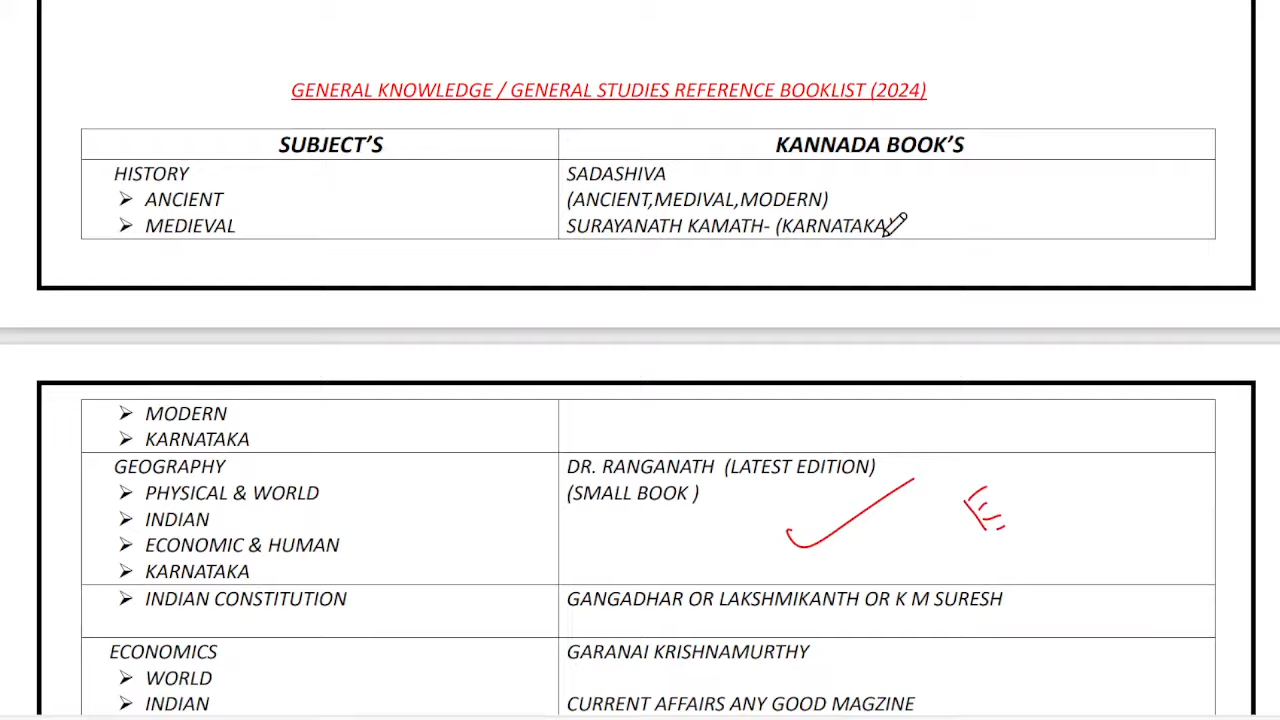 GENERAL KNOWLEDGE / GENERAL STUDIES REFERENCE BOOKLIST (2024)
SUBJECT’S KANNADA BOOK’S
HISTORY SADASHIVA
➢ ANCIENT (ANCIENT,MEDIVAL,MODERN)
➢ MEDIEVAL SURAYANATH KAMATH- (KARNATAKA)
➢ MODERN
➢ KARNATAKA
GEOGRAPHY DR. RANGANATH (LATEST EDITION)
➢ PHYSICAL & WORLD (SMALL BOOK )
➢ INDIAN
➢ ECONOMIC & HUMAN
➢ KARNATAKA
➢ INDIAN CONSTITUTION GANGADHAR OR LAKSHMIKANTH OR K M SURESH
ECONOMICS GARANAI KRISHNAMURTHY
➢ WORLD
➢ INDIAN CURRENT AFFAIRS ANY GOOD MAGZINE